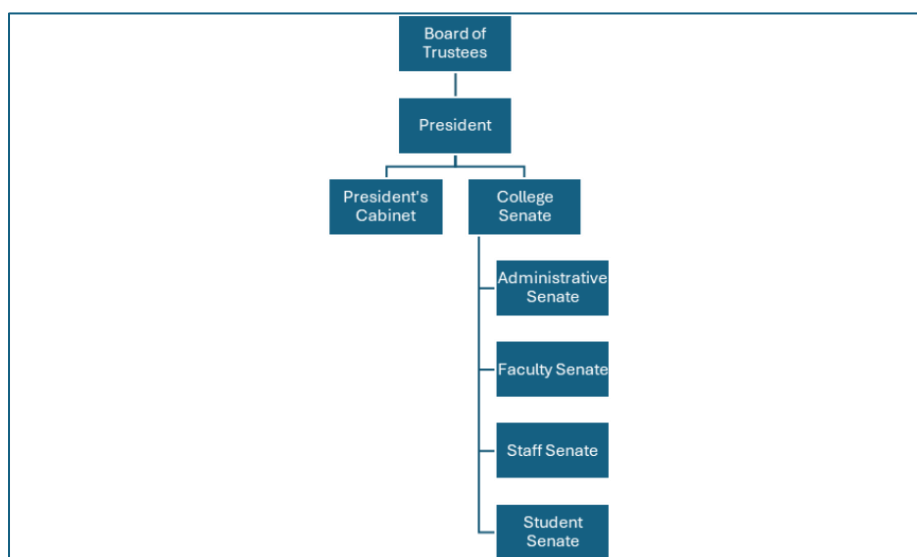 Board of
Trustees
President
President's
Cabinet
College
Senate
Administrative
Senate
Faculty Senate
Staff Senate
Student
Senate